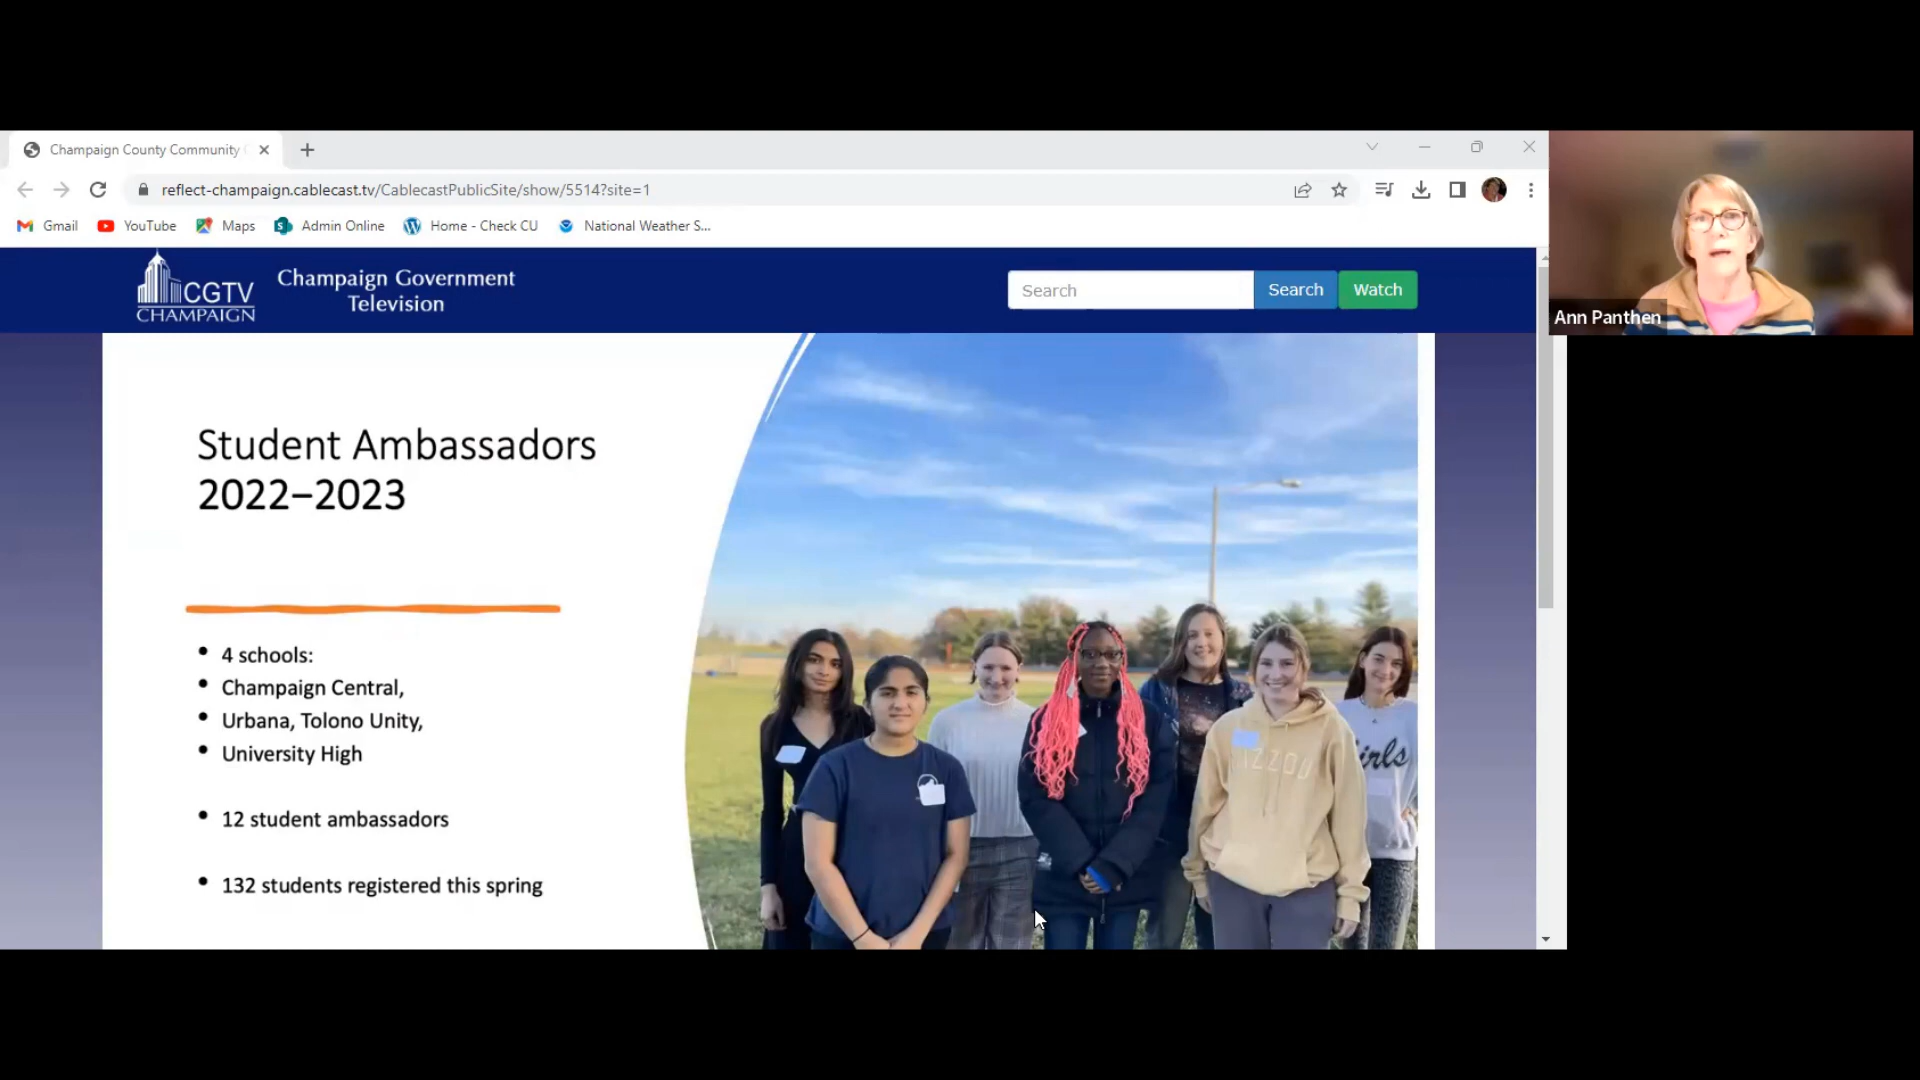 Champaign County Community
reflect-champaign.cablecast.tv/CablecastPublicSite/show/5514?site=1
Gmail
YouTube
Maps
Admin Online
Home - Check CU
National Weather S...
CGTV
CHAMPAIGN
Champaign Government
Television
Search
Search
Watch
Ann Panthen
Student Ambassadors
2022–2023
• 4 schools:
• Champaign Central,
• Urbana, Tolono Unity,
• University High
• 12 student ambassadors
• 132 students registered this spring